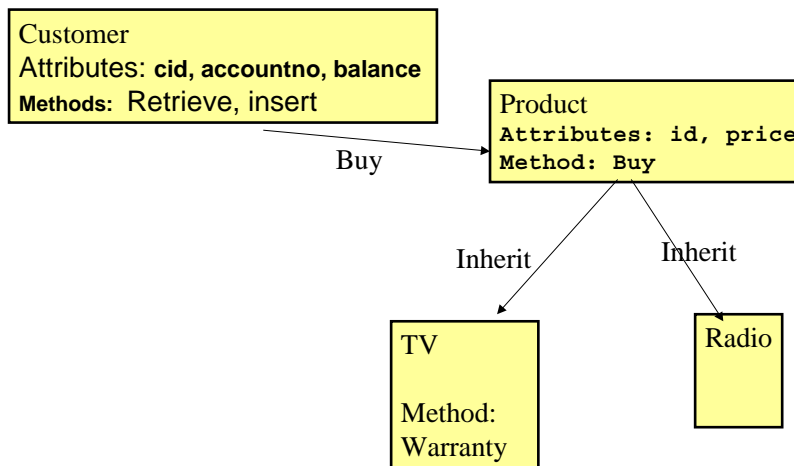 Customer
Attributes: cid, accountno, balance
Methods: Retrieve, insert
Product
Attributes: id, price
Method: Buy
Buy
Inherit
Inherit
TV
Method:
Warranty
Radio